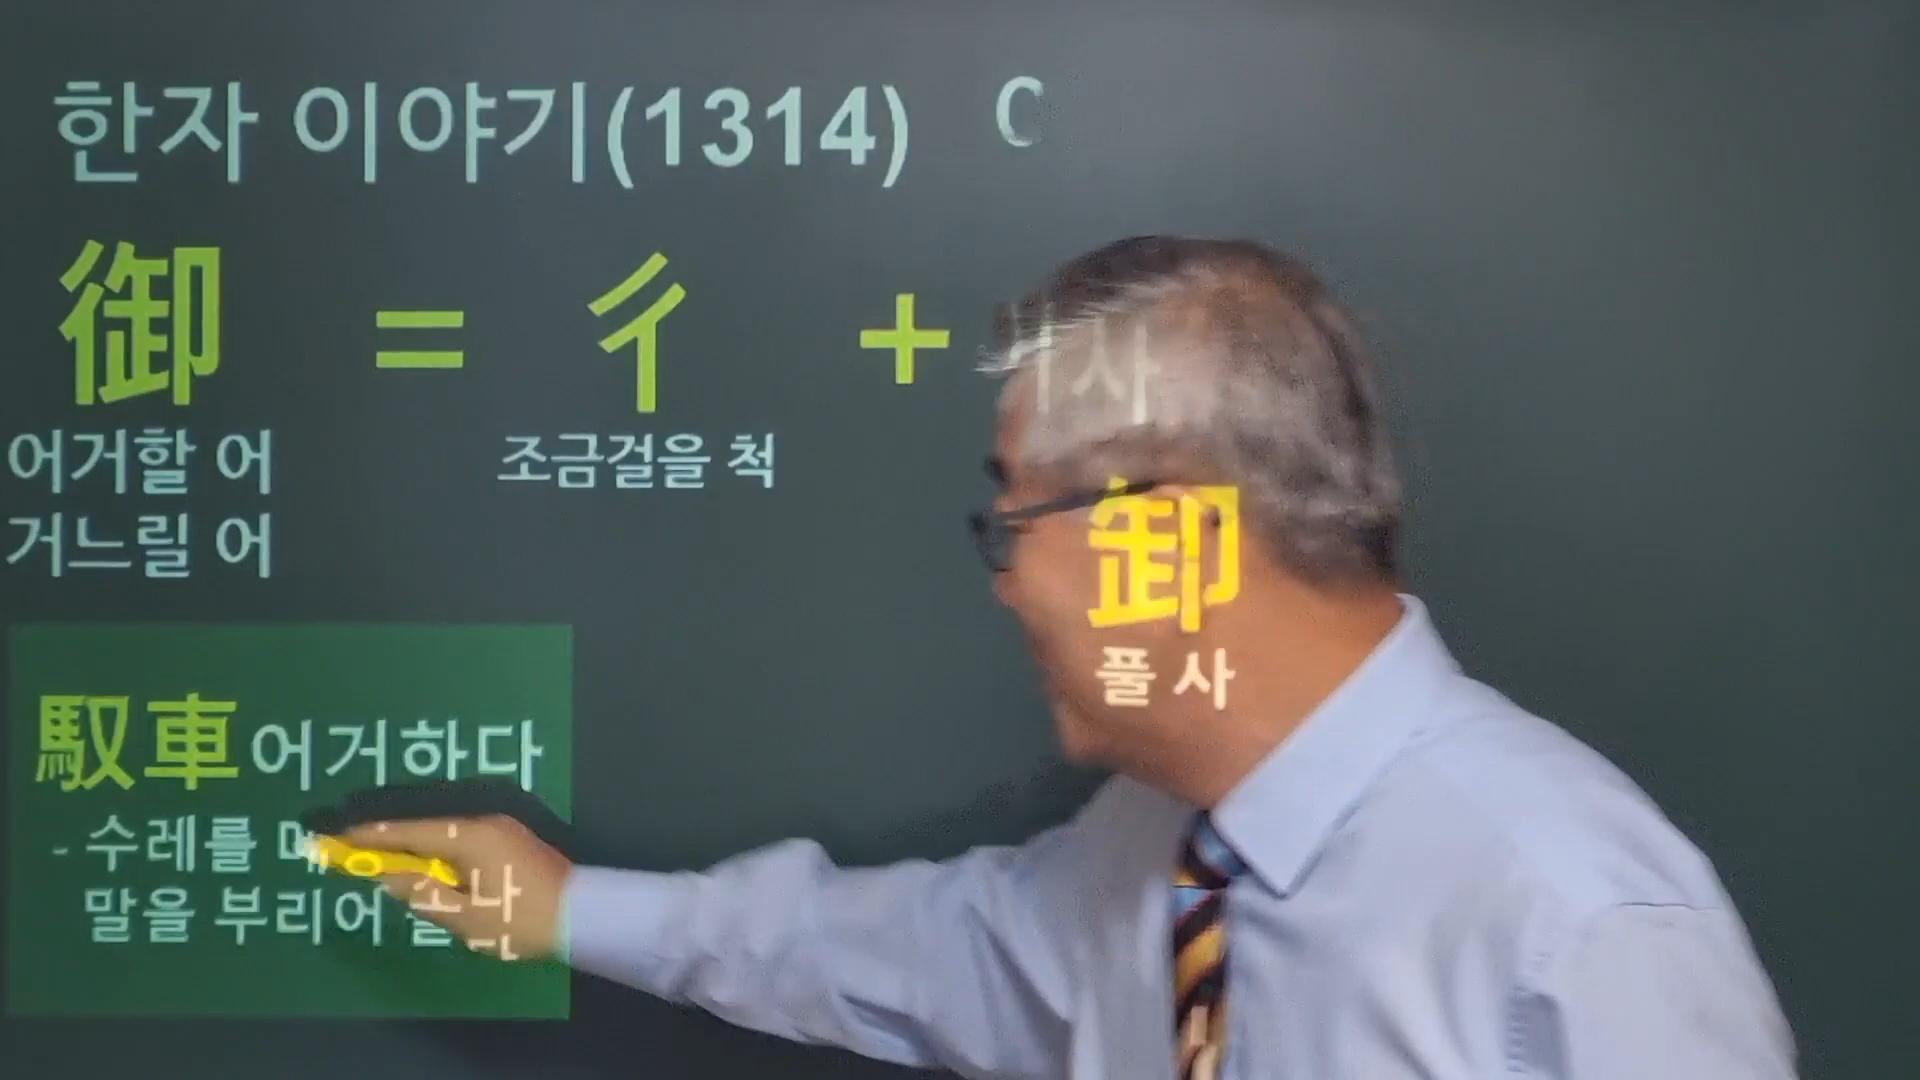 한자 이야기(1314)
御 = 彳 +
어거할 어
거느릴 어
조금걸을 척
卸
풀 사
馭車어거하다
- 수레를
말을 부리어